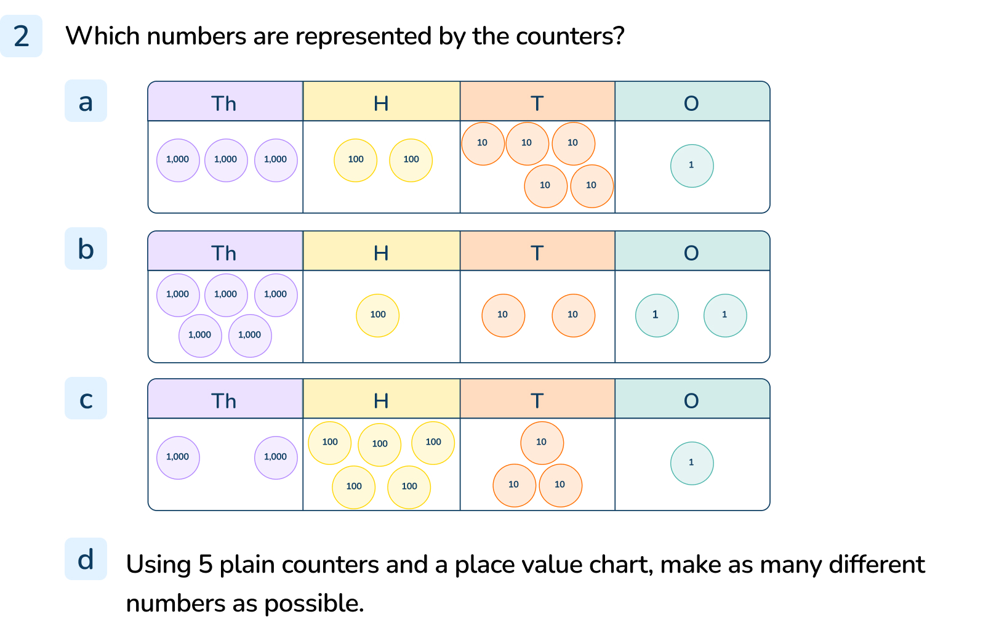 2 Which numbers are represented by the counters?
a
Th H T O
10 10 10
1,000 1,000 1,000 100 100
1
10 10
b
Th H T O
1,000 1,000 1,000
100 10 10 1 1
1,000 1,000
c
Th H T O
100 100 100 10
1,000 1,000
1
100 100 10 10
d Using 5 plain counters and a place value chart, make as many different
numbers as possible.